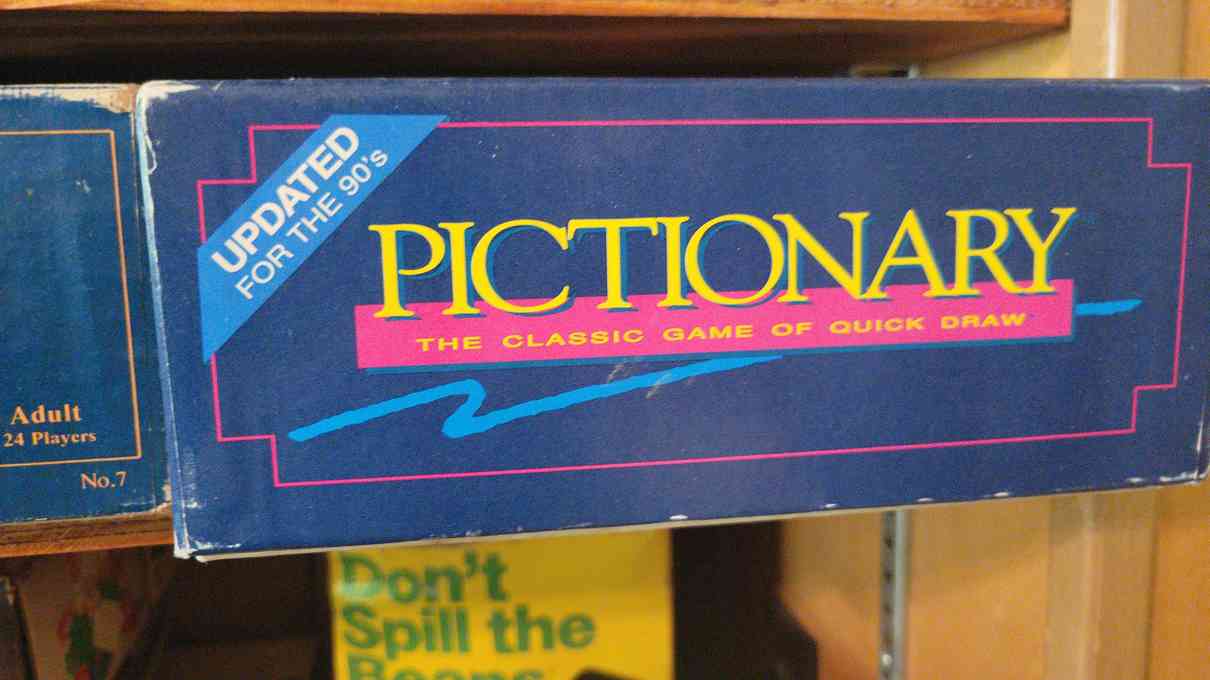 UPDATED
FOR THE 90's
PICTIONARY
THE CLASSIC GAME OF QUICK DRAW
Adult
24 Players
No.7
Don't
Spill the
Beans